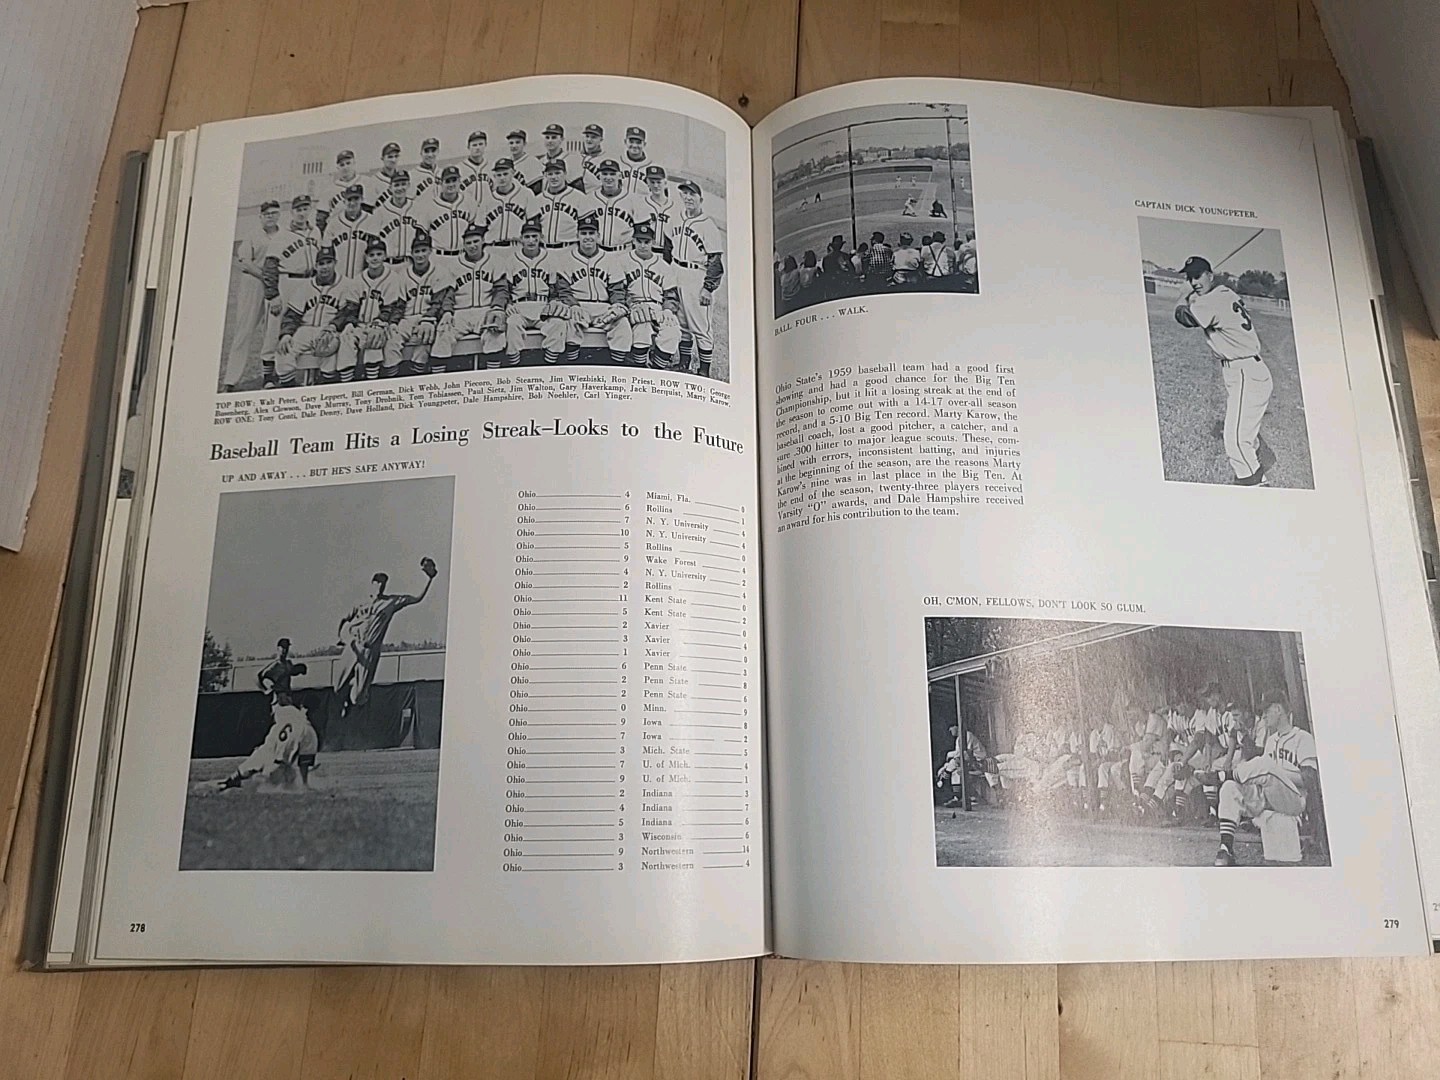 TOP ROW: Walt Peter, Gary Leppert, Bill German, Dick Webb, John Piecoro, Bob Stearns, Jim Wiezbiski, Ron Priest. ROW TWO: George
Rosenberg, Alex Clowson, Dave Murray, Tony Drobnik, Tom Tobiassen, Paul Sietz, Jim Walton, Gary Haverkamp, Jack Berquist, Marty Karow.
ROW ONE: Tony Conti, Dale Denny, Dave Holland, Dick Youngpeter, Dale Hampshire, Bob Noehler, Carl Yinger.
Baseball Team Hits a Losing Streak—Looks to the Future
UP AND AWAY . . . BUT HE'S SAFE ANYWAY!
Ohio 4 Miami, Fla. 0
Ohio 6 Rollins 1
Ohio 7 N. Y. University 4
Ohio 10 N. Y. University 4
Ohio 5 Rollins 0
Ohio 9 Wake Forest 4
Ohio 4 N. Y. University 2
Ohio 2 Rollins 4
Ohio 11 Kent State 0
Ohio 5 Kent State 2
Ohio 2 Xavier 0
Ohio 3 Xavier 4
Ohio 1 Xavier 0
Ohio 6 Penn State 3
Ohio 2 Penn State 8
Ohio 2 Penn State 6
Ohio 0 Minn. 9
Ohio 9 Iowa 8
Ohio 7 Iowa 2
Ohio 3 Mich. State 5
Ohio 7 U. of Mich. 4
Ohio 9 U. of Mich. 1
Ohio 2 Indiana 3
Ohio 4 Indiana 7
Ohio 5 Indiana 6
Ohio 3 Wisconsin 6
Ohio 9 Northwestern 14
Ohio 3 Northwestern 4
278
BALL FOUR . . . WALK.
CAPTAIN DICK YOUNGPETER.
Ohio State's 1959 baseball team had a good first
showing and had a good chance for the Big Ten
Championship, but it hit a losing streak at the end of
the season to come out with a 14-17 over-all season
record, and a 5-10 Big Ten record. Marty Karow, the
baseball coach, lost a good pitcher, a catcher, and a
sure .300 hitter to major league scouts. These, com-
bined with errors, inconsistent batting, and injuries
at the beginning of the season, are the reasons Marty
Karow's nine was in last place in the Big Ten. At
the end of the season, twenty-three players received
Varsity "O" awards, and Dale Hampshire received
an award for his contribution to the team.
OH, C'MON, FELLOWS, DON'T LOOK SO GLUM.
279